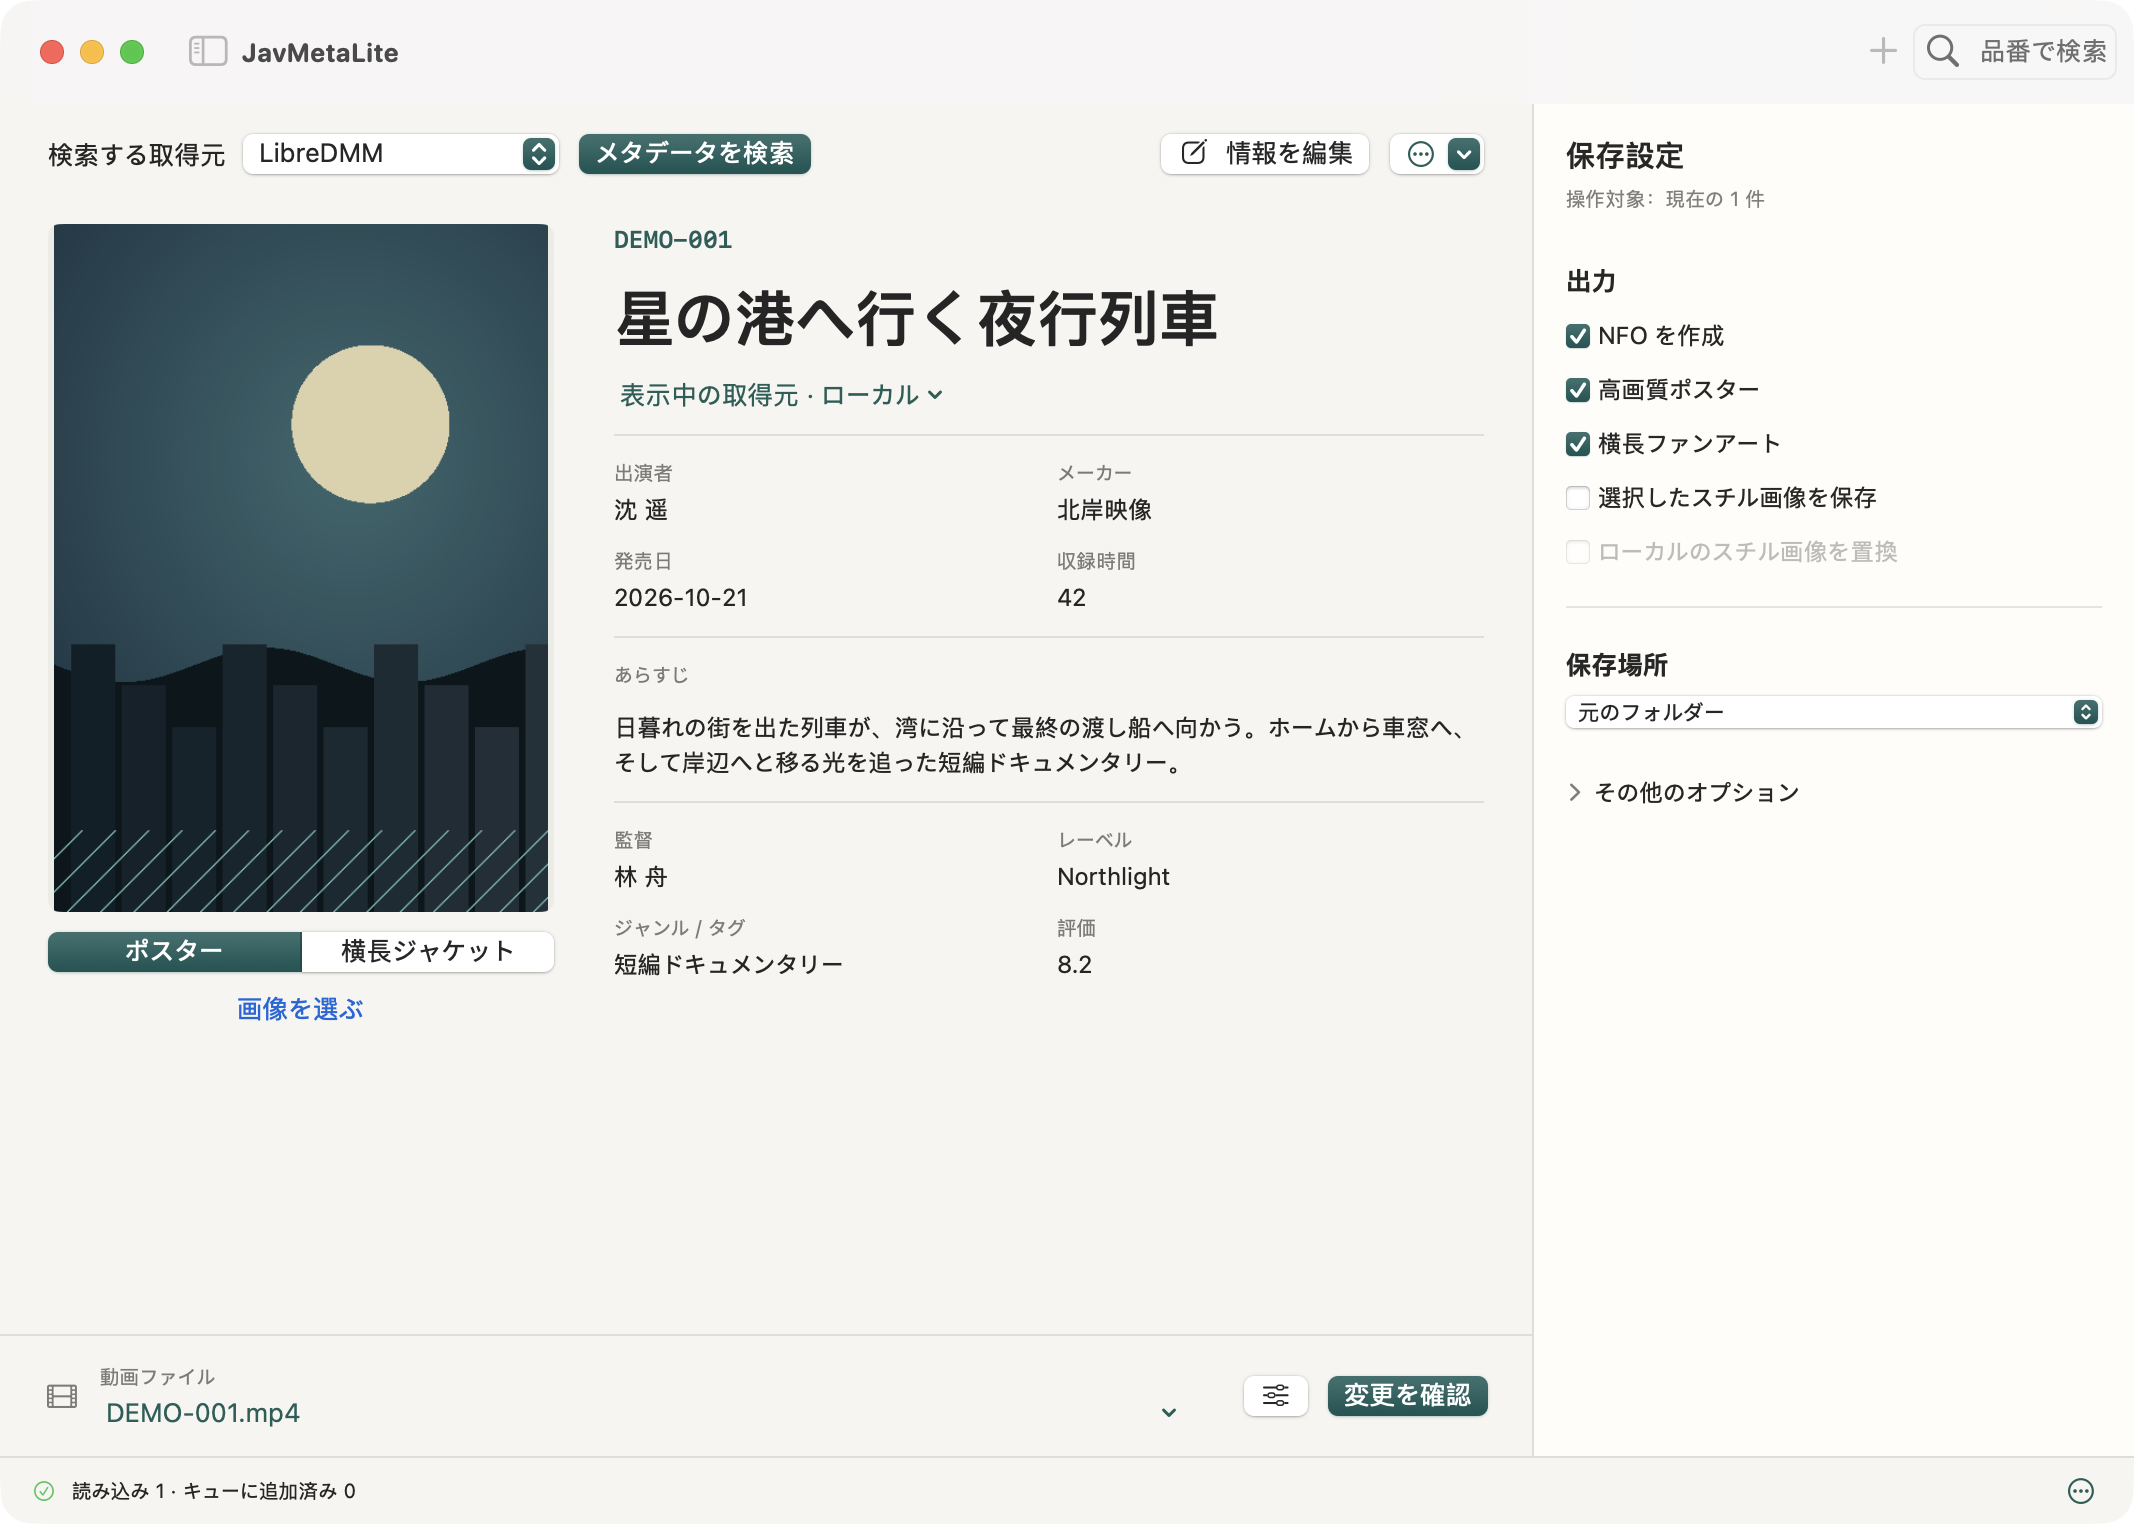 JavMetaLite
品番で検索
検索する取得元
LibreDMM
メタデータを検索
情報を編集
DEMO-001
星の港へ行く夜行列車
表示中の取得元 · ローカル
出演者
メーカー
沈 遥
北岸映像
発売日
収録時間
2026-10-21
42
あらすじ
日暮れの街を出た列車が、湾に沿って最終の渡し船へ向かう。ホームから車窓へ、
そして岸辺へと移る光を追った短編ドキュメンタリー。
監督
レーベル
林 舟
Northlight
ジャンル / タグ
評価
短編ドキュメンタリー
8.2
ポスター
横長ジャケット
画像を選ぶ
保存設定
操作対象：現在の 1 件
出力
NFO を作成
高画質ポスター
横長ファンアート
選択したスチル画像を保存
ローカルのスチル画像を置換
保存場所
元のフォルダー
その他のオプション
動画ファイル
DEMO-001.mp4
変更を確認
読み込み 1 · キューに追加済み 0